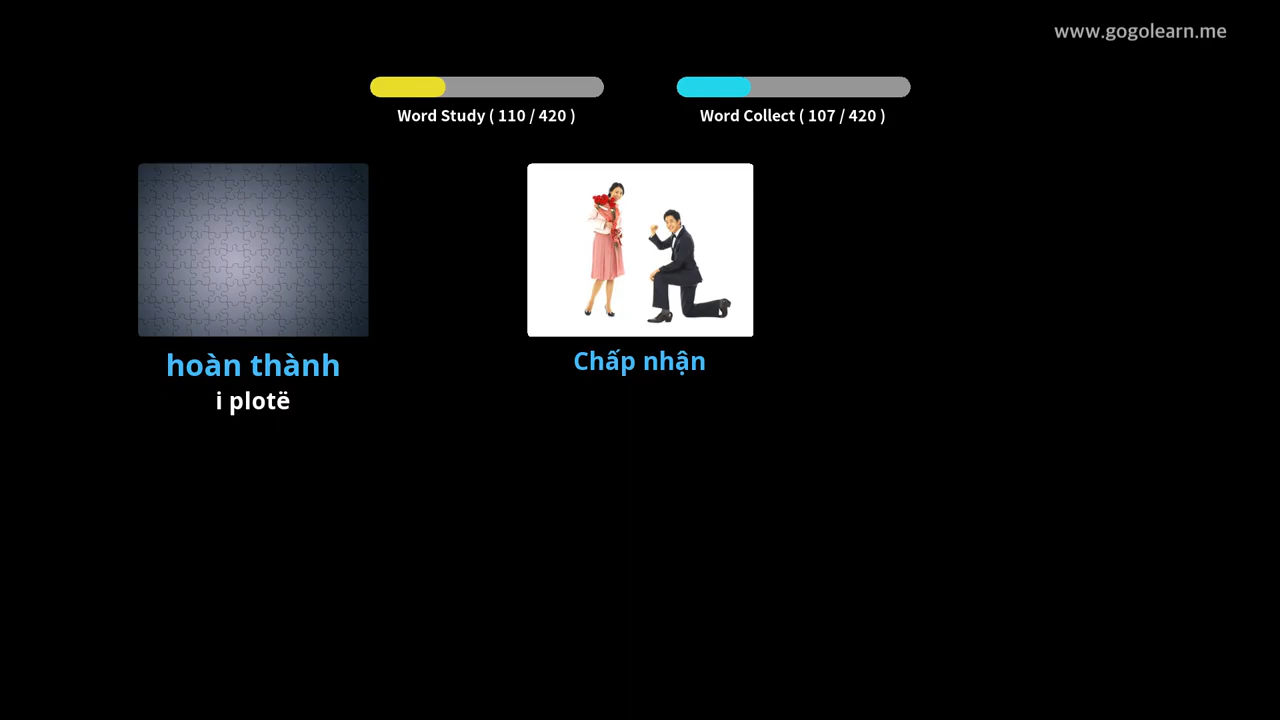 www.gogolearn.me
Word Study ( 110 / 420 )
Word Collect ( 107 / 420 )
hoàn thành
i plotë
Chấp nhận